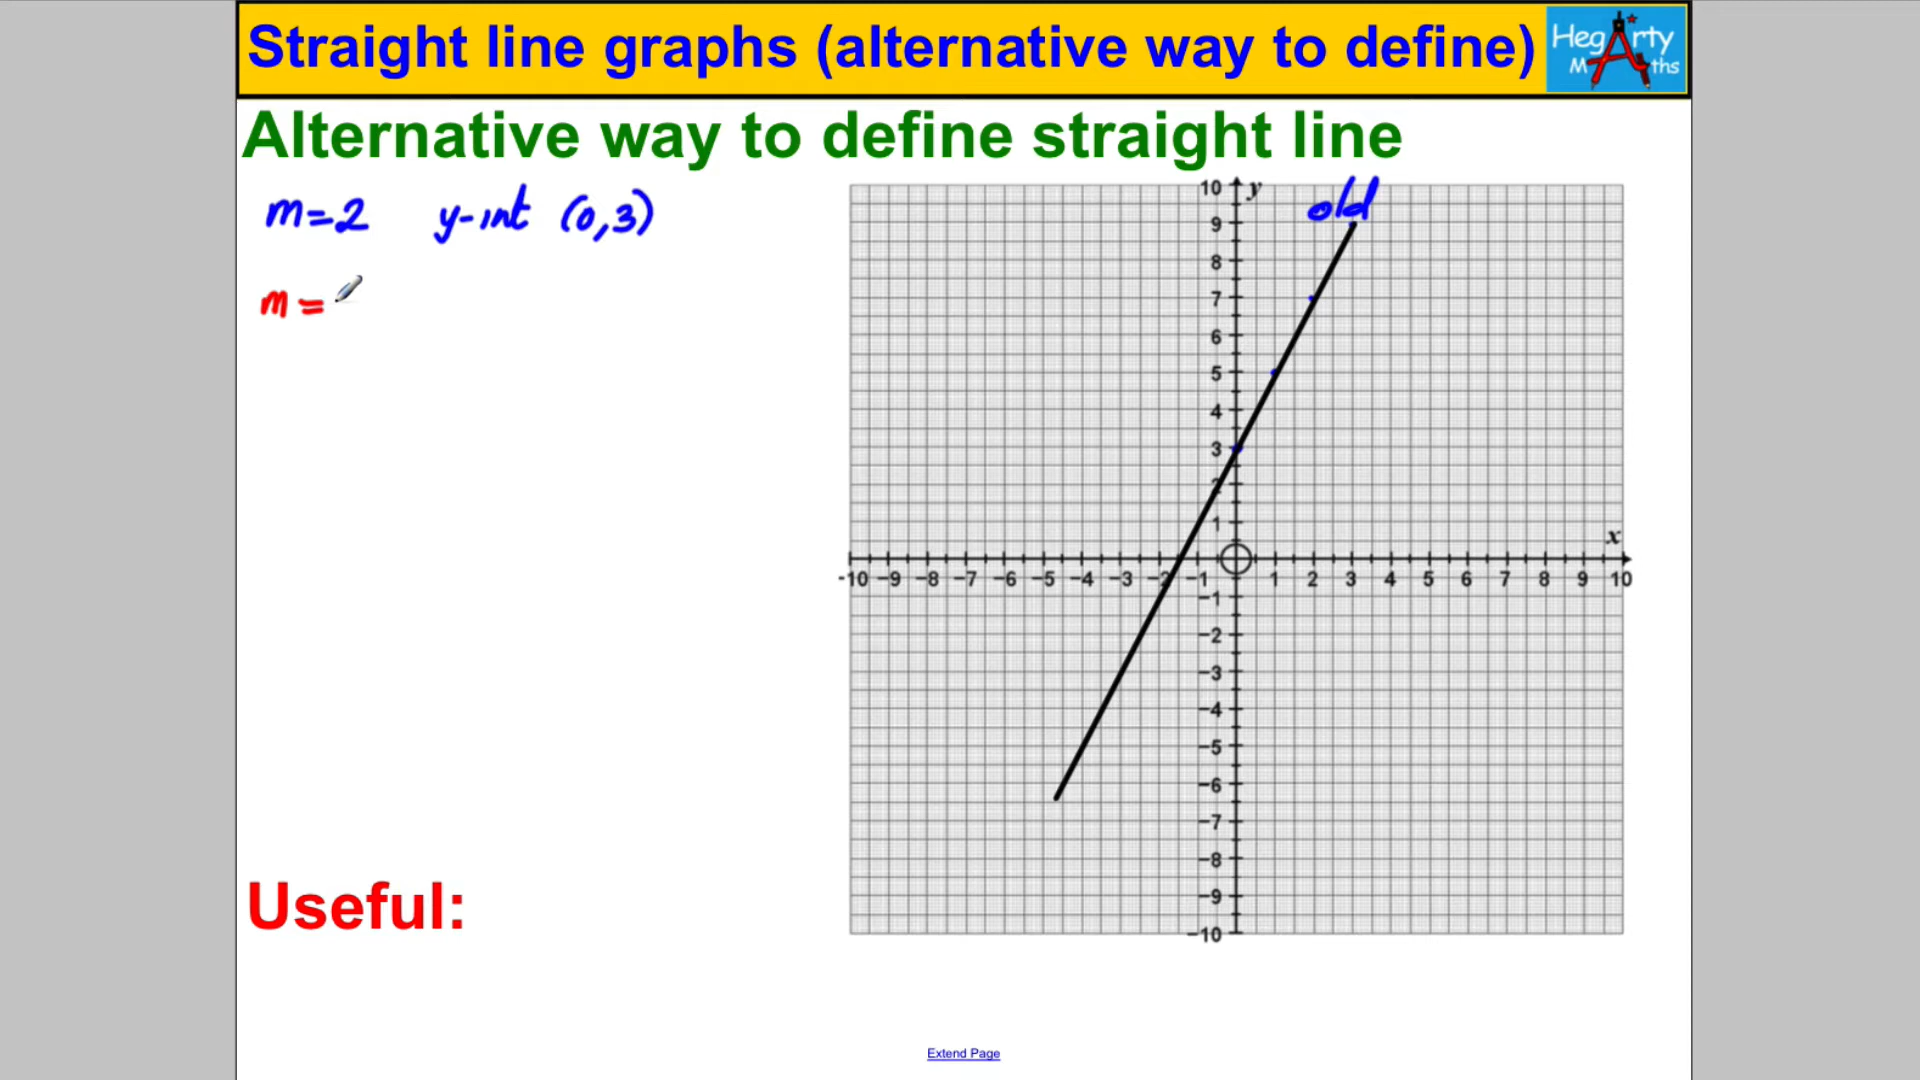 Straight line graphs (alternative way to define)
HegArty
Mths
Alternative way to define straight line
m=2 y-int (0,3)
m=
old
y
10
9
8
7
6
5
4
3
2
1
x
-10 -9 -8 -7 -6 -5 -4 -3 -2 -1 1 2 3 4 5 6 7 8 9 10
-1
-2
-3
-4
-5
-6
-7
-8
-9
-10
Useful:
Extend Page